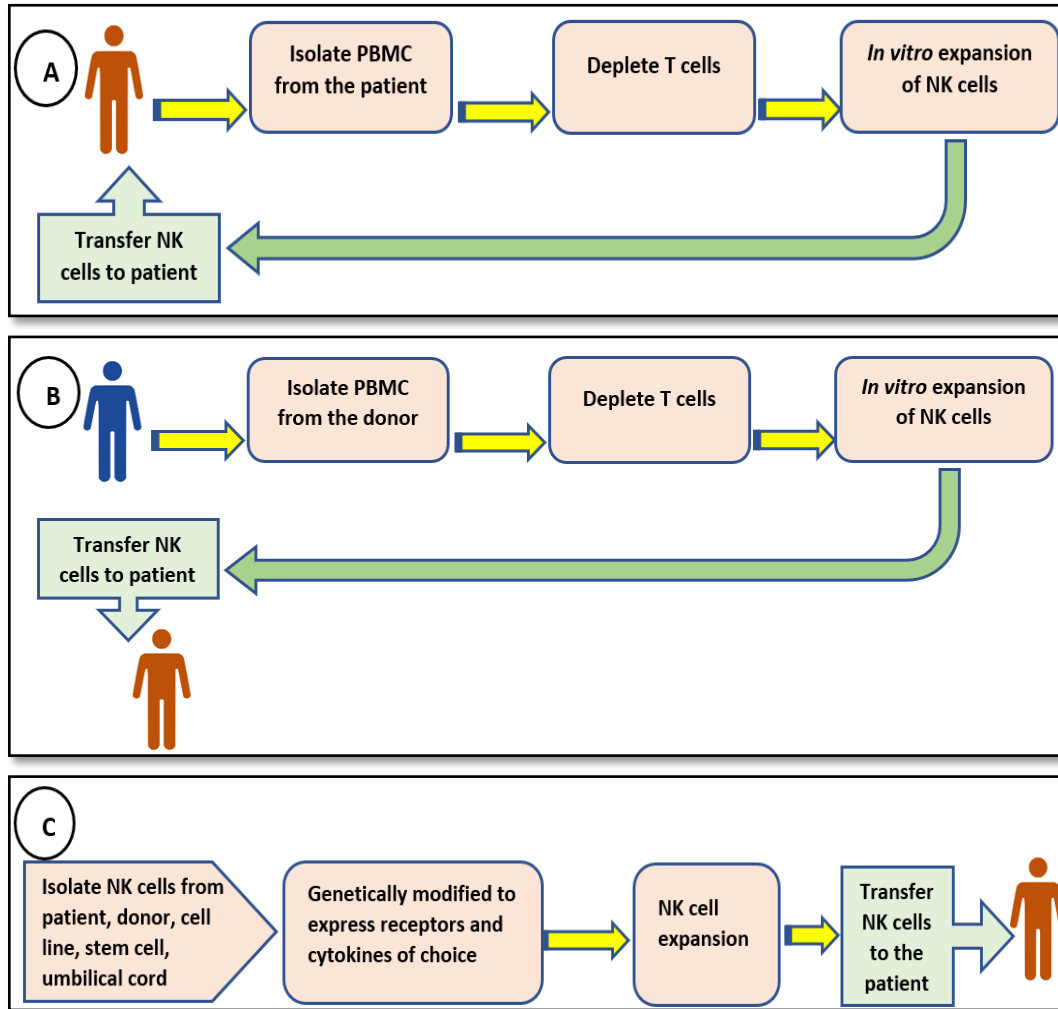 A
Isolate PBMC
from the patient
Deplete T cells
In vitro expansion
of NK cells
Transfer NK
cells to patient
B
Isolate PBMC
from the donor
Deplete T cells
In vitro expansion
of NK cells
Transfer NK
cells to patient
C
Isolate NK cells from
patient, donor, cell
line, stem cell,
umbilical cord
Genetically modified to
express receptors and
cytokines of choice
NK cell
expansion
Transfer
NK cells
to the
patient